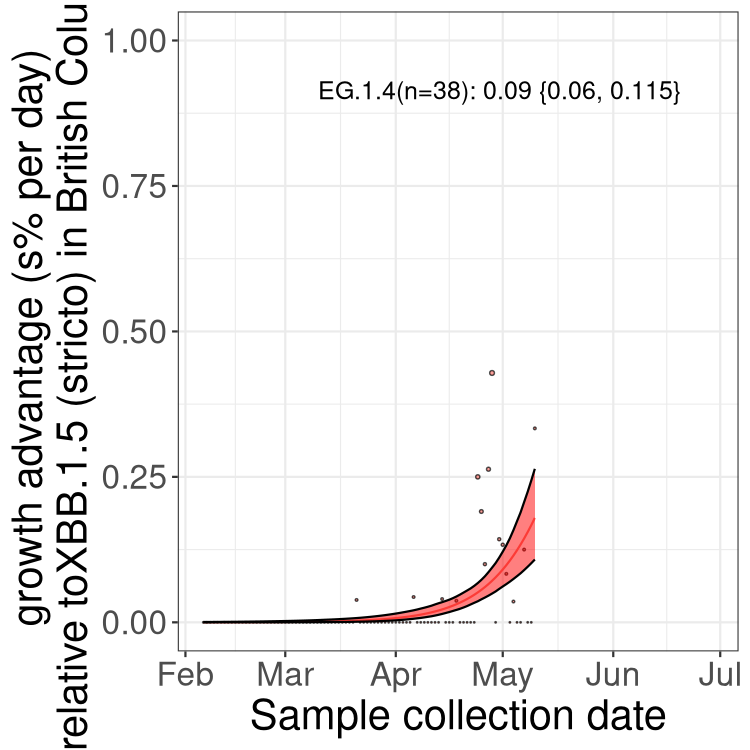 growth advantage (s% per day)
relative toXBB.1.5 (stricto) in British Colu
1.00
0.75
0.50
0.25
0.00
EG.1.4(n=38): 0.09 {0.06, 0.115}
Feb Mar Apr May Jun Jul
Sample collection date